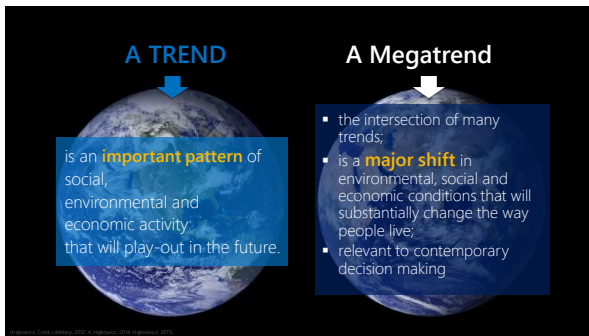 A TREND
is an important pattern of
social,
environmental and
economic activity
that will play-out in the future.
A Megatrend
▪ the intersection of many
trends;
▪ is a major shift in
environmental, social and
economic conditions that will
substantially change the way
people live;
▪ relevant to contemporary
decision making